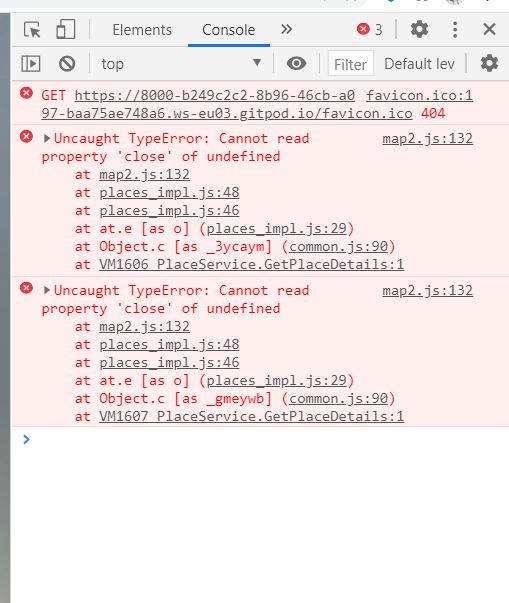 Elements Console » 3
top Filter Default lev
GET https://8000-b249c2c2-8b96-46cb-a0 favicon.ico:1
97-baa75ae748a6.ws-eu03.gitpod.io/favicon.ico 404
Uncaught TypeError: Cannot read map2.js:132
property 'close' of undefined
at map2.js:132
at places_impl.js:48
at places_impl.js:46
at at.e [as o] (places_impl.js:29)
at Object.c [as _3ycaym] (common.js:90)
at VM1606 PlaceService.GetPlaceDetails:1
Uncaught TypeError: Cannot read map2.js:132
property 'close' of undefined
at map2.js:132
at places_impl.js:48
at places_impl.js:46
at at.e [as o] (places_impl.js:29)
at Object.c [as _gmeywb] (common.js:90)
at VM1607 PlaceService.GetPlaceDetails:1